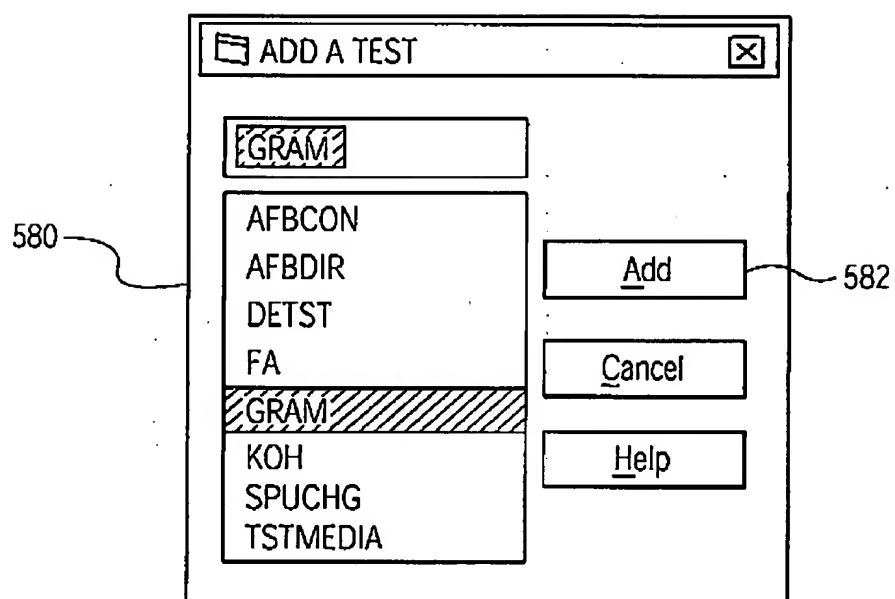 ADD A TEST
GRAM
AFBCON
AFBDIR
DETST
FA
GRAM
KOH
SPUCHG
TSTMEDIA
Add
Cancel
Help
580
582